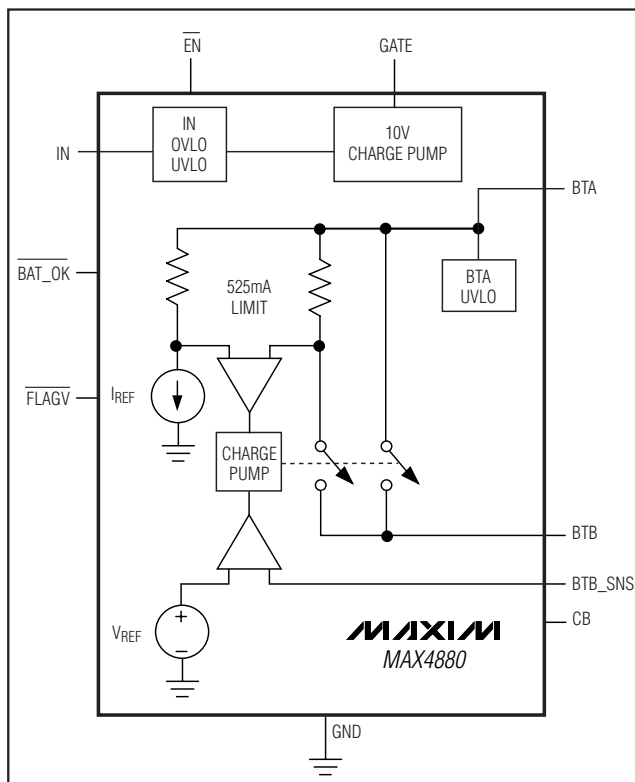 EN
GATE
IN
OVLO
UVLO
10V
CHARGE PUMP
IN
BTA
BAT_OK
525mA
LIMIT
BTA
UVLO
FLAGV
IREF
CHARGE
PUMP
BTB
BTB_SNS
CB
VREF
+
−
MAXIM
MAX4880
GND